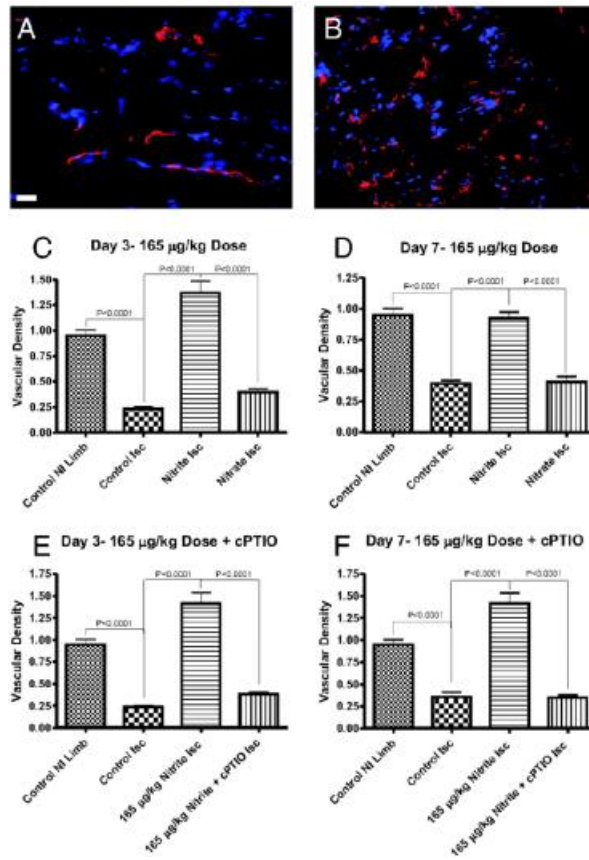 A
B
C
Day 3- 165 µg/kg Dose
P<0.0001
P<0.0001
P<0.0001
Vascular Density
1.50
1.25
1.00
0.75
0.50
0.25
0.00
Control NI Limb
Control Isc
Nitrite Isc
Nitrate Isc
D
Day 7- 165 µg/kg Dose
P<0.0001
P<0.0001
P<0.0001
Vacular Density
1.25
1.00
0.75
0.50
0.25
0.00
Control NI Limb
Control Isc
Nitrite Isc
Nitrate Isc
E
Day 3- 165 µg/kg Dose + cPTIO
P<0.0001
P<0.0001
P<0.0001
Vascular Density
1.75
1.50
1.25
1.00
0.75
0.50
0.25
0.00
Control NI Limb
Control Isc
165 µg/kg Nitrite Isc
165 µg/kg Nitrite + cPTIO Isc
F
Day 7- 165 µg/kg Dose + cPTIO
P<0.0001
P<0.0001
P<0.0001
Vascular Density
1.75
1.50
1.25
1.00
0.75
0.50
0.25
0.00
Control NI Limb
Control Isc
165 µg/kg Nitrite Isc
165 µg/kg Nitrite + cPTIO Isc